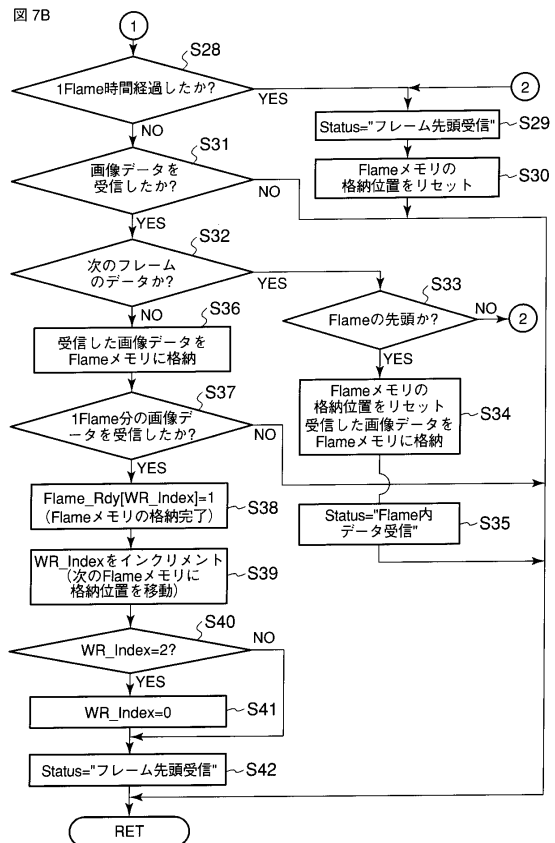 図 7B
1
S28
1Flame時間経過したか?
YES
2
NO
Status="フレーム先頭受信"
S29
S31
画像データを
受信したか?
NO
Flameメモリの
格納位置をリセット
S30
YES
S32
次のフレーム
のデータか?
YES
S33
NO
Flameの先頭か?
NO
2
S36
受信した画像データを
Flameメモリに格納
YES
Flameメモリの
格納位置をリセット
受信した画像データを
Flameメモリに格納
S34
S37
1Flame分の画像デ
ータを受信したか?
NO
YES
Flame_Rdy[WR_Index]=1
(Flameメモリの格納完了)
S38
Status="Flame内
データ受信"
S35
WR_Indexをインクリメント
(次のFlameメモリに
格納位置を移動)
S39
S40
WR_Index=2?
NO
YES
WR_Index=0
S41
Status="フレーム先頭受信"
S42
RET